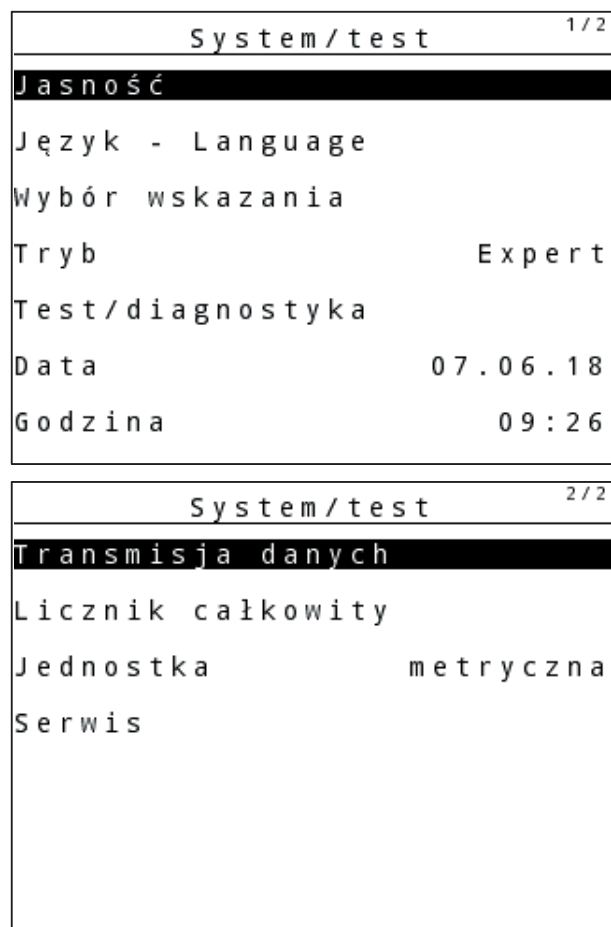 System/test 1/2
Jasność
Język - Language
Wybór wskazania
Tryb Expert
Test/diagnostyka
Data 07.06.18
Godzina 09:26
System/test 2/2
Transmisja danych
Licznik całkowity
Jednostka metryczna
Serwis